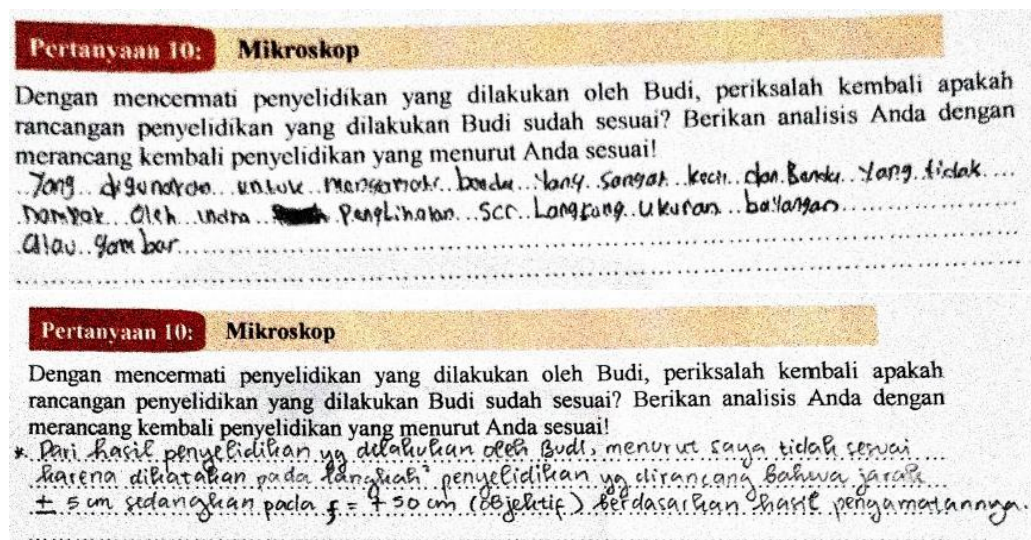 Pertanyaan 10: Mikroskop
Dengan mencermati penyelidikan yang dilakukan oleh Budi, periksalah kembali apakah
rancangan penyelidikan yang dilakukan Budi sudah sesuai? Berikan analisis Anda dengan
merancang kembali penyelidikan yang menurut Anda sesuai!
Yang digunakan untuk mengamati benda yang sangat kecil dan Benda yang tidak
nampak oleh indra Penglihatan scr Langsung Ukuran bayangan
atau gambar
Pertanyaan 10: Mikroskop
Dengan mencermati penyelidikan yang dilakukan oleh Budi, periksalah kembali apakah
rancangan penyelidikan yang dilakukan Budi sudah sesuai? Berikan analisis Anda dengan
merancang kembali penyelidikan yang menurut Anda sesuai!
* Dari hasil penyelidikan yg dilakukan oleh Budi, menurut saya tidak sesuai
karena dikatakan pada langkah² penyelidikan yg dirancang Bahwa jarak
± 5 cm sedangkan pada f = + 50 cm (objektif) berdasarkan hasil pengamatannya.